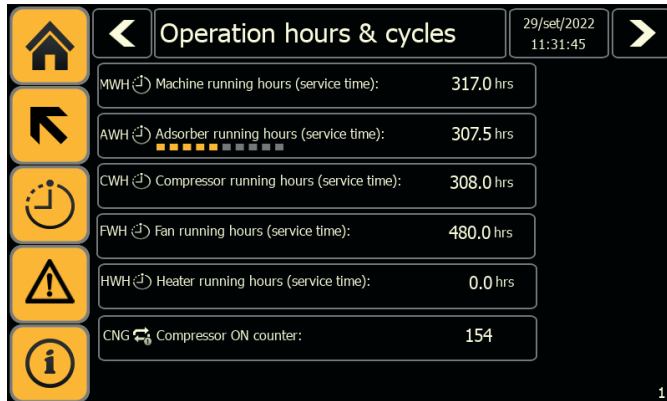 Operation hours & cycles
29/set/2022
11:31:45
MWH Machine running hours (service time): 317.0 hrs
AWH Adsorber running hours (service time): 307.5 hrs
CWH Compressor running hours (service time): 308.0 hrs
FWH Fan running hours (service time): 480.0 hrs
HWH Heater running hours (service time): 0.0 hrs
CNG Compressor ON counter: 154
1